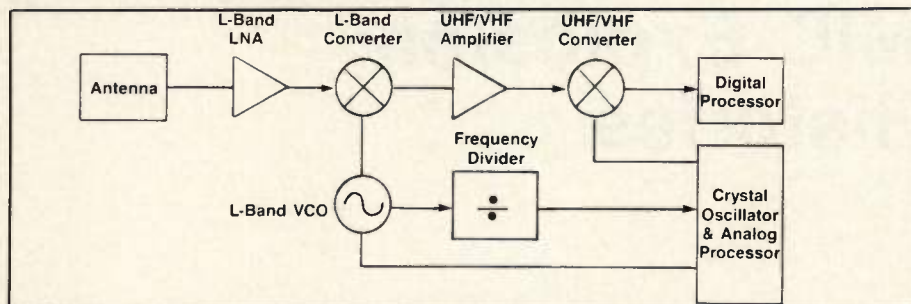 L-Band
LNA
L-Band
Converter
UHF/VHF
Amplifier
UHF/VHF
Converter
Antenna
Digital
Processor
Frequency
Divider
L-Band VCO
Crystal
Oscillator
& Analog
Processor